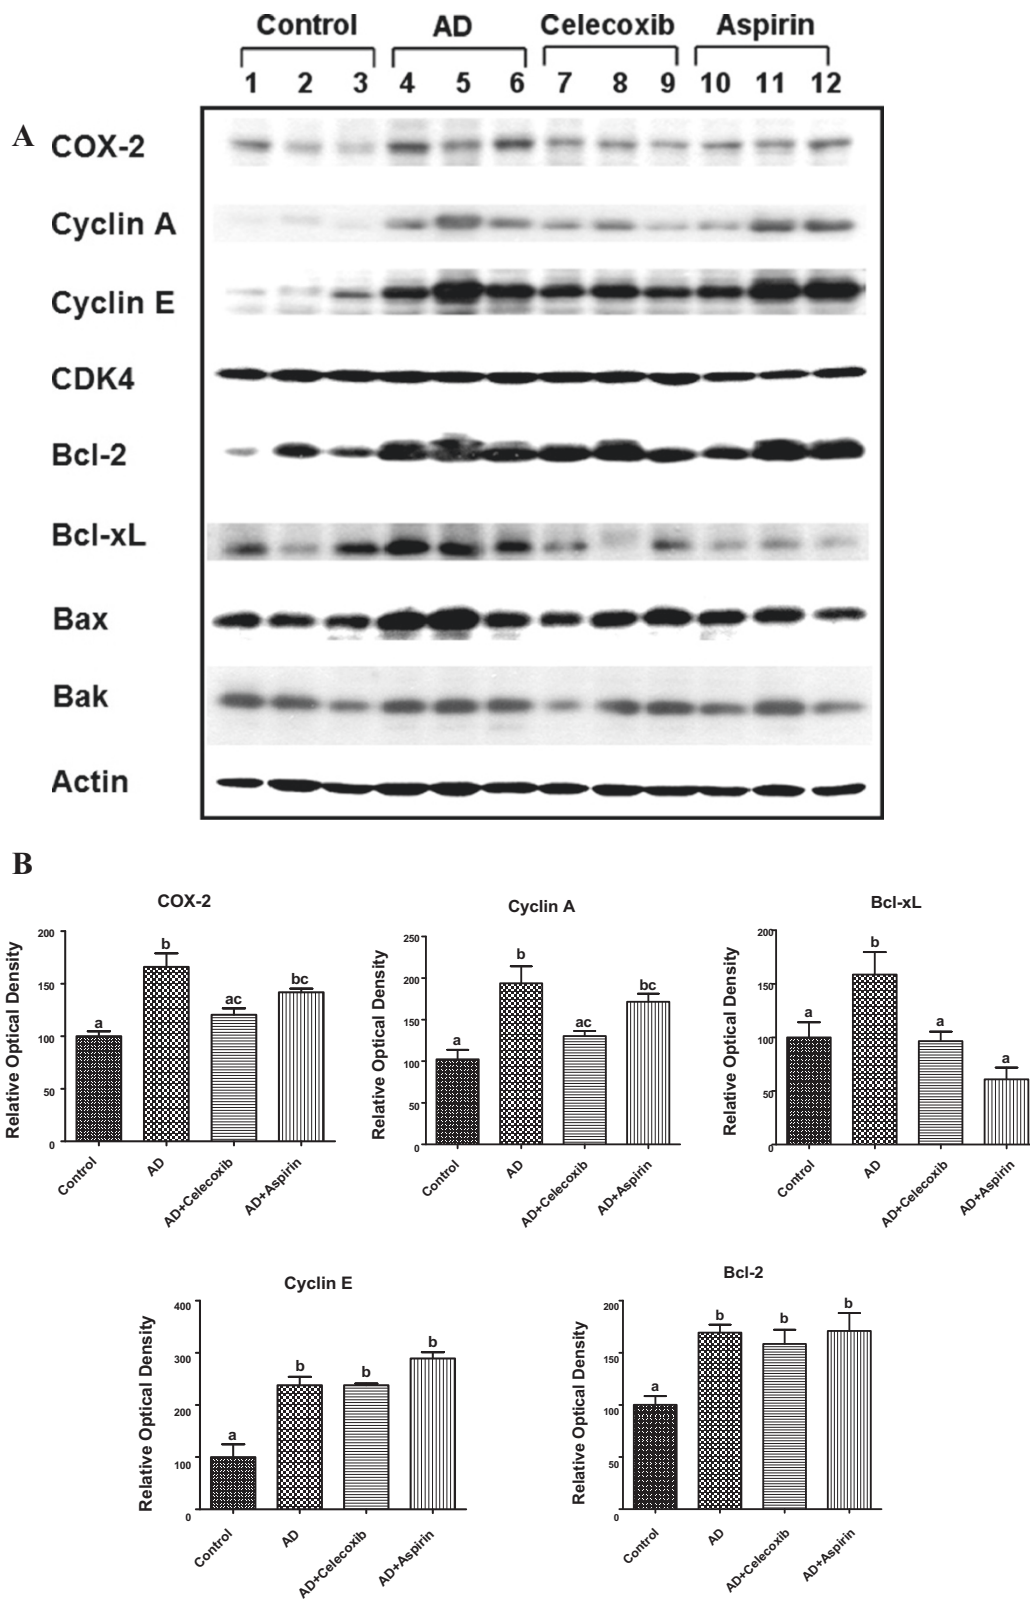 Control AD Celecoxib Aspirin
1 2 3 4 5 6 7 8 9 10 11 12
A
COX-2
Cyclin A
Cyclin E
CDK4
Bcl-2
Bcl-xL
Bax
Bak
Actin
B
COX-2
Relative Optical Density
200
150
100
50
0
a
b
ac
bc
Control
AD
AD+Celecoxib
AD+Aspirin
Cyclin A
Relative Optical Density
250
200
150
100
50
0
a
b
ac
bc
Control
AD
AD+Celecoxib
AD+Aspirin
Bcl-xL
Relative Optical Density
200
150
100
50
0
a
b
a
a
Control
AD
AD+Celecoxib
AD+Aspirin
Cyclin E
Relative Optical Density
400
300
200
100
0
a
b
b
b
Control
AD
AD+Celecoxib
AD+Aspirin
Bcl-2
Relative Optical Density
200
150
100
50
0
a
b
b
b
Control
AD
AD+Celecoxib
AD+Aspirin